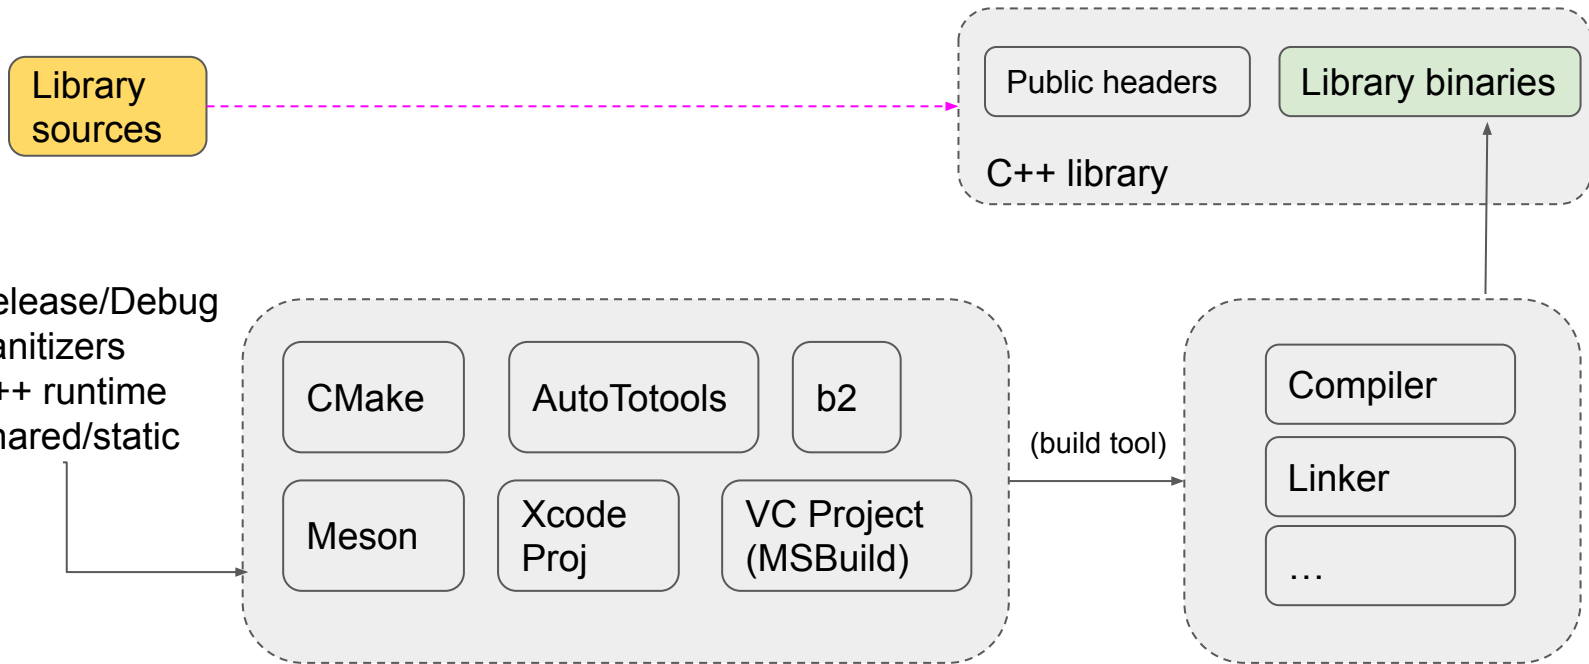 Library
sources
Public headers
Library binaries
C++ library
elease/Debug
anitizers
++ runtime
hared/static
CMake
AutoTotools
b2
Meson
Xcode
Proj
VC Project
(MSBuild)
(build tool)
Compiler
Linker
…